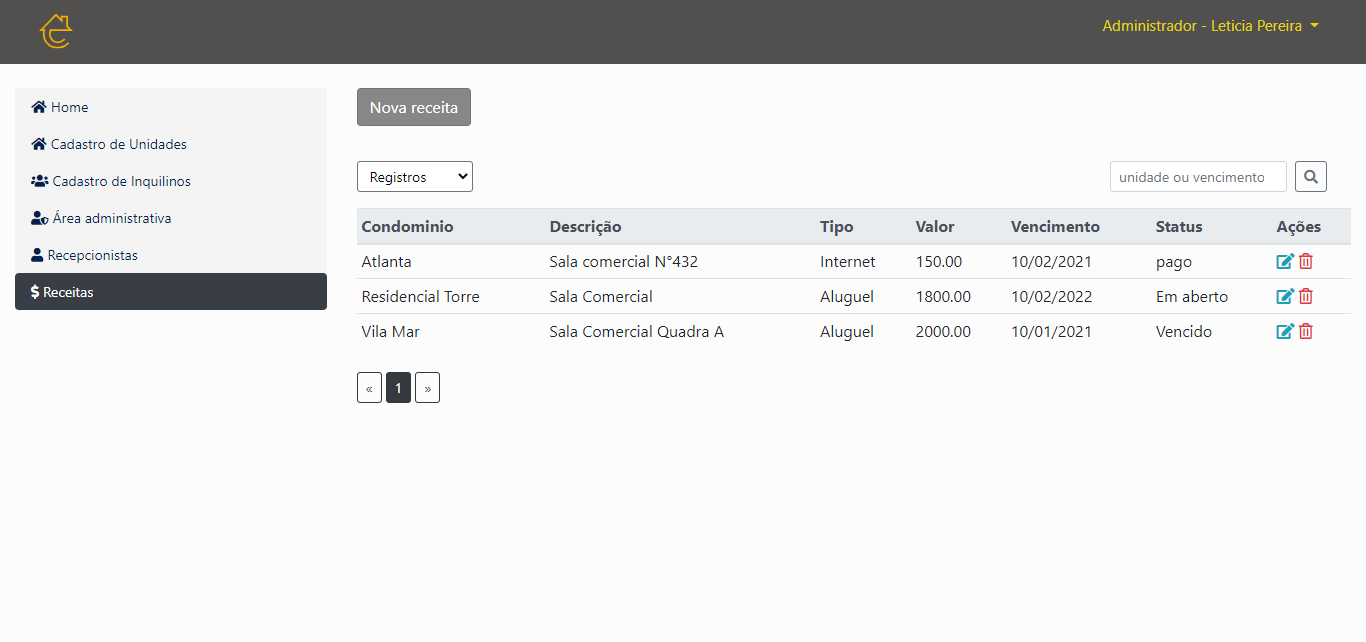 Administrador - Leticia Pereira
Home
Cadastro de Unidades
Cadastro de Inquilinos
Área administrativa
Recepcionistas
$ Receitas
Nova receita
Registros
unidade ou vencimento
Condominio Descrição Tipo Valor Vencimento Status Ações
Atlanta Sala comercial N°432 Internet 150.00 10/02/2021 pago
Residencial Torre Sala Comercial Aluguel 1800.00 10/02/2022 Em aberto
Vila Mar Sala Comercial Quadra A Aluguel 2000.00 10/01/2021 Vencido
« 1 »